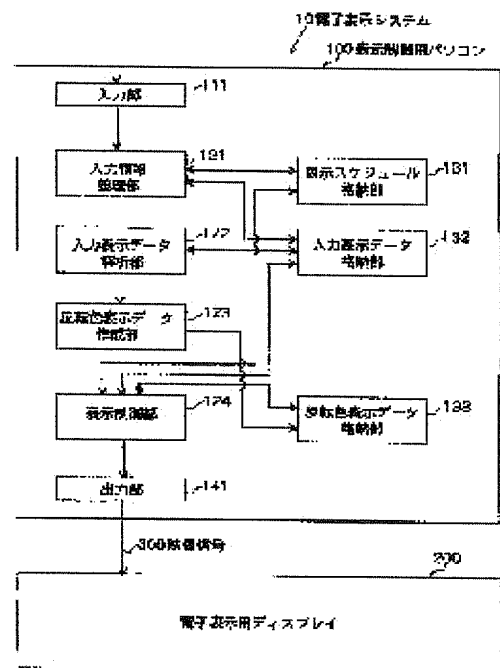 10電子表示システム
100表示制御用パソコン
入力部
111
入力情報
処理部
121
表示スケジュール
格納部
131
入力表示データ
解析部
122
入力表示データ
格納部
132
反転色表示データ
作成部
123
表示制御部
124
反転色表示データ
格納部
133
出力部
141
300映像信号
200
電子表示用ディスプレイ